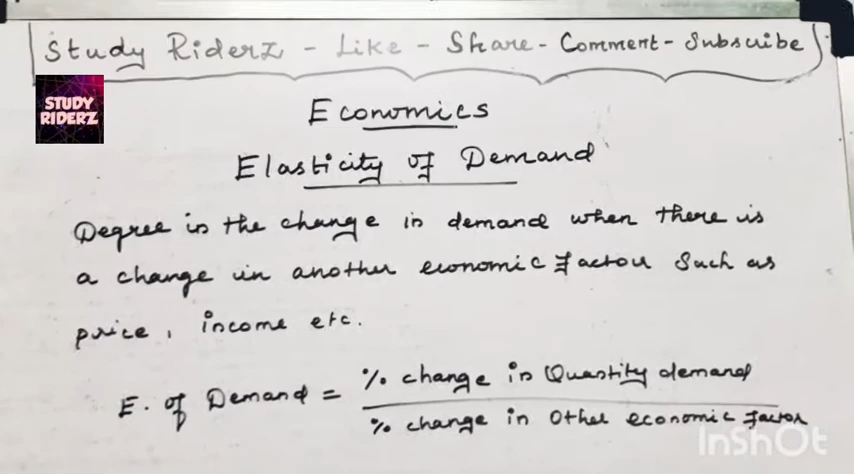 Study Riderz - Like - Share - Comment - Subscribe
STUDY
RIDERZ
Economics
Elasticity of Demand
Degree in the change in demand when there is
a change in another economic factor such as
price, income etc.
E. of Demand = % change in Quantity demand
% change in Other economic factor
InShOt